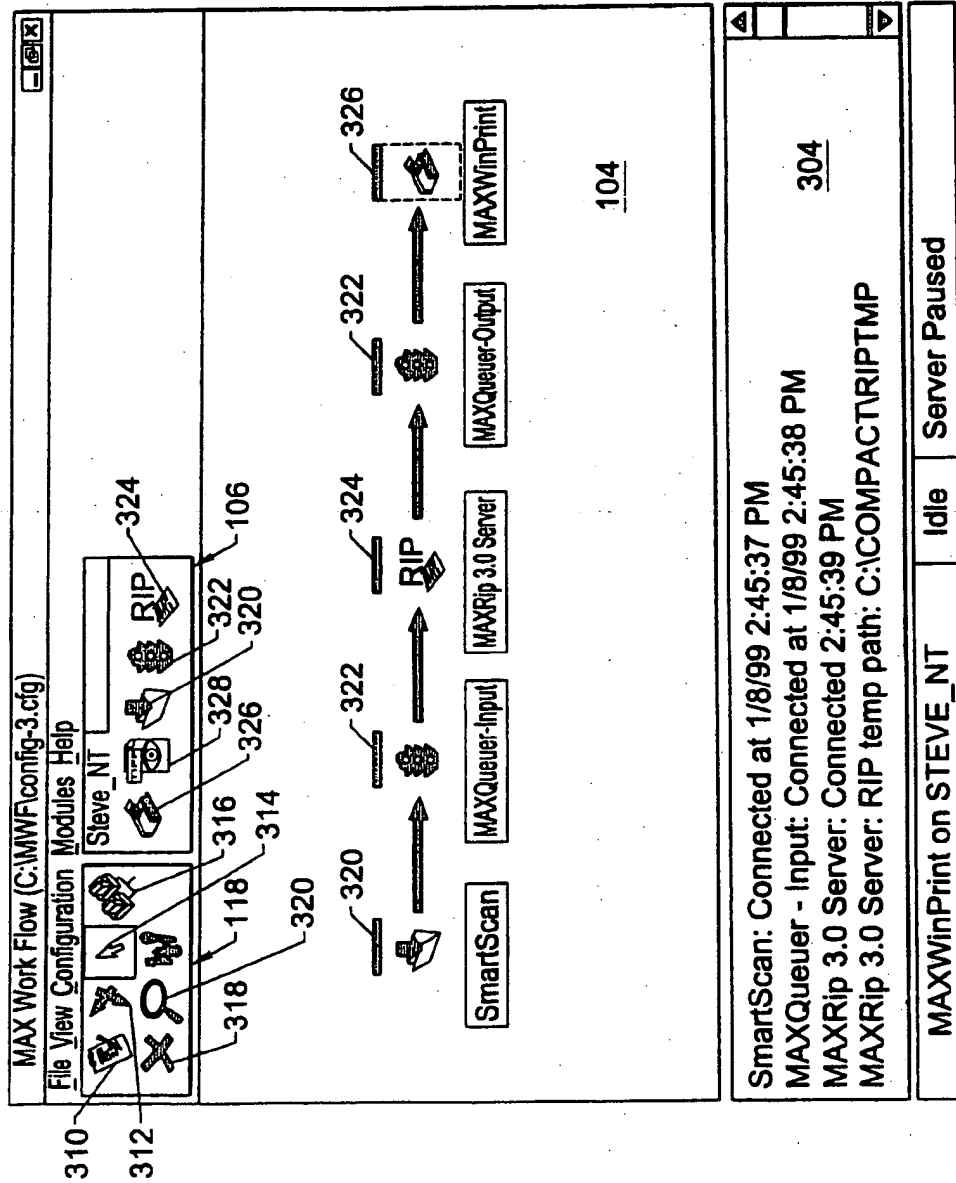 MAX Work Flow (C:\MWF\config-3.cfg)
File View Configuration Modules Help
Steve_NT
RIP
310
312
318
320
118
314
316
326
328
320
322
106
324
320
322
324
322
326
RIP
SmartScan
MAXQueuer-Input
MAXRip 3.0 Server
MAXQueuer-Output
MAXWinPrint
104
SmartScan: Connected at 1/8/99 2:45:37 PM
MAXQueuer - Input: Connected at 1/8/99 2:45:38 PM
MAXRip 3.0 Server: Connected 2:45:39 PM
MAXRip 3.0 Server: RIP temp path: C:\COMPACT\RIPTMP
304
MAXWinPrint on STEVE_NT
Idle
Server Paused